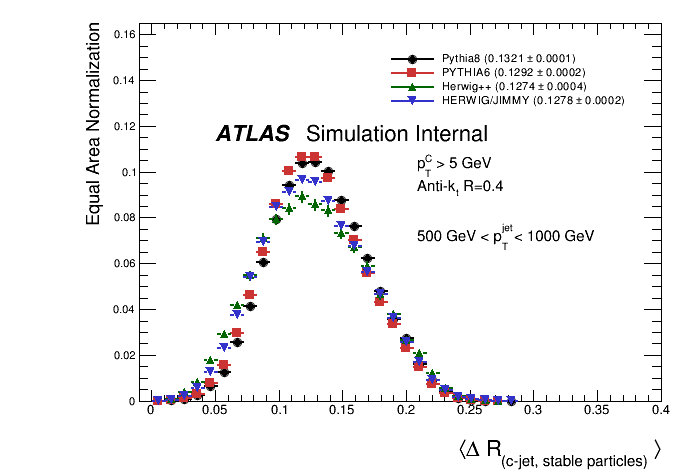 Equal Area Normalization
0.16
0.14
0.12
0.1
0.08
0.06
0.04
0.02
0
Pythia8 (0.1321 ± 0.0001)
PYTHIA6 (0.1292 ± 0.0002)
Herwig++ (0.1274 ± 0.0004)
HERWIG/JIMMY (0.1278 ± 0.0002)
ATLAS Simulation Internal
p_T^C > 5 GeV
Anti-k_t R=0.4
500 GeV < p_T^jet < 1000 GeV
0 0.05 0.1 0.15 0.2 0.25 0.3 0.35 0.4
⟨Δ R_(c-jet, stable particles)⟩